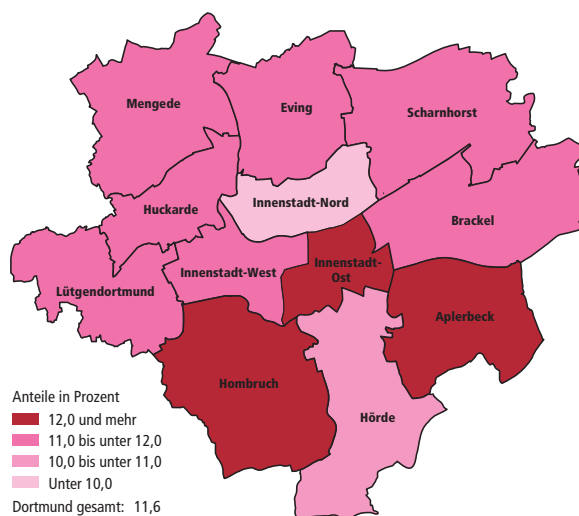 Mengede
Eving
Scharnhorst
Huckarde
Innenstadt-Nord
Brackel
Lütgendortmund
Innenstadt-West
Innenstadt-
Ost
Aplerbeck
Hombruch
Hörde
Anteile in Prozent
12,0 und mehr
11,0 bis unter 12,0
10,0 bis unter 11,0
Unter 10,0
Dortmund gesamt: 11,6